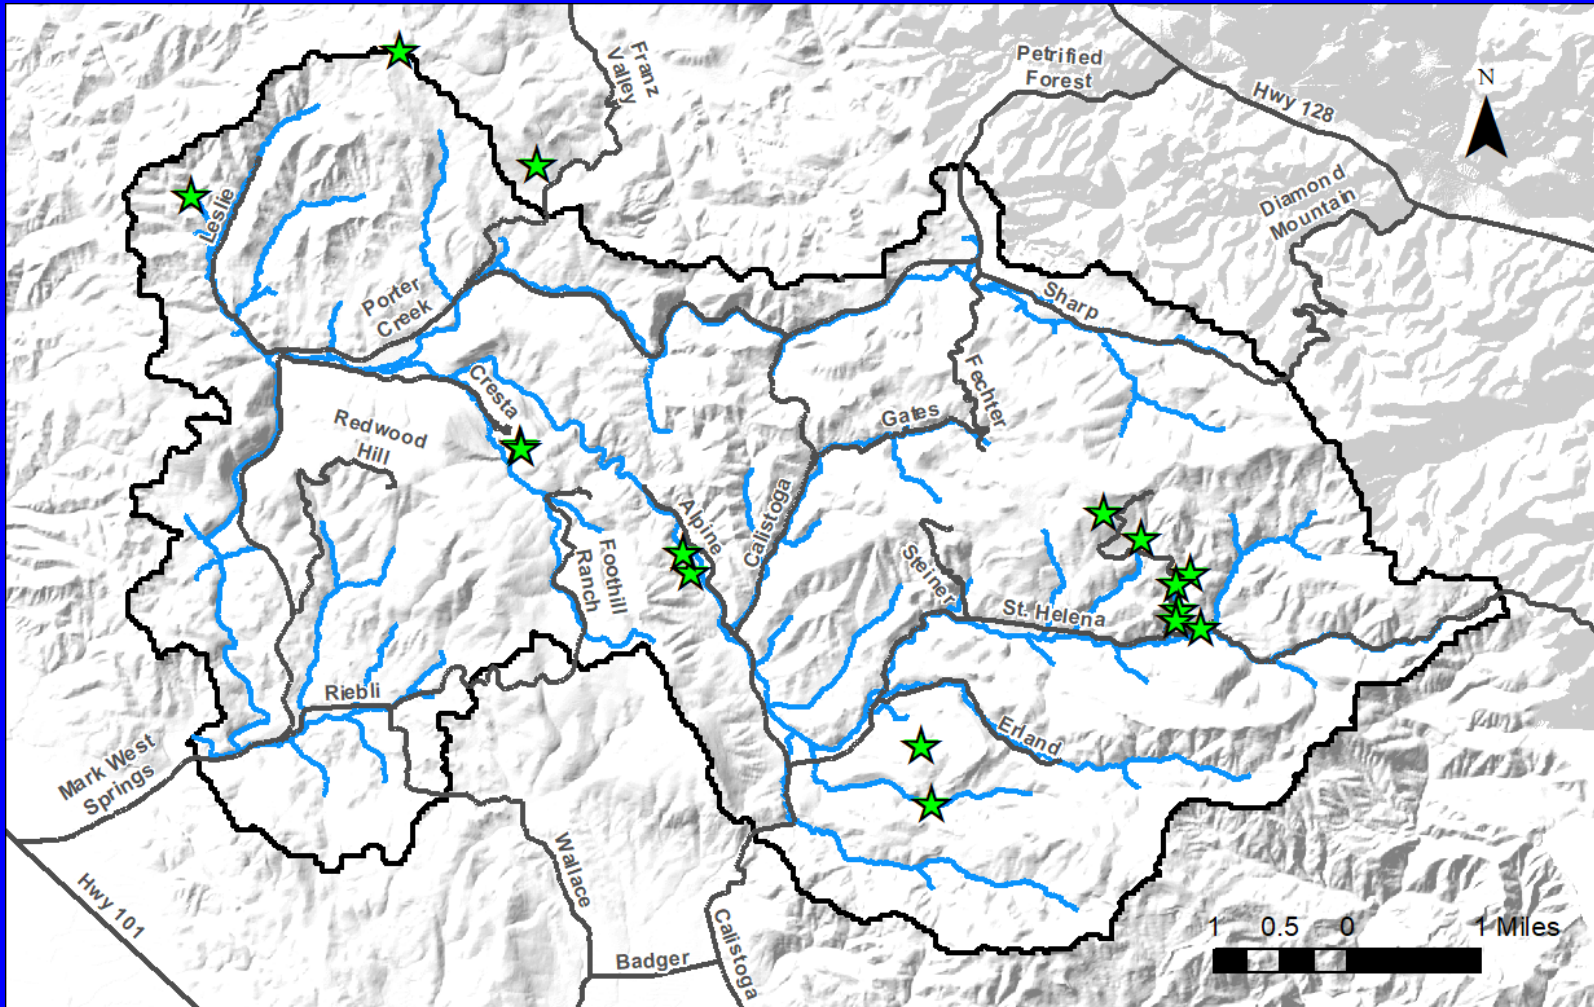 Franz
Valley
Petrified
Forest
Hwy 128
N
Diamond
Mountain
Leslie
Porter
Creek
Sharp
Cresta
Fechter
Gates
Redwood
Hill
Alpine
Calistoga
Foothill
Ranch
Steiner
St. Helena
Riebli
Erland
Mark West
Springs
Wallace
Hwy 101
Calistoga
Badger
1 0.5 0 1 Miles